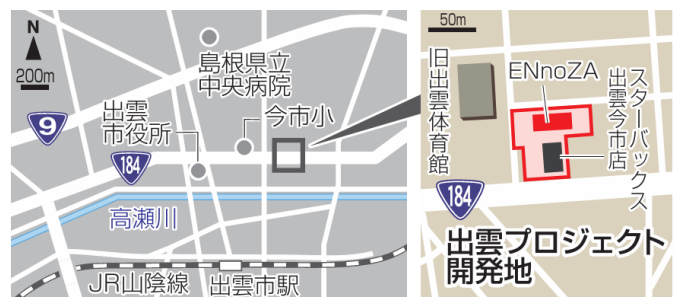 N
200m
島根県立
中央病院
9
出雲
市役所
今市小
184
高瀬川
JR山陰線
出雲市駅
50m
旧出雲体育館
ENnoZA
スターバックス
出雲今市店
184
出雲プロジェクト
開発地